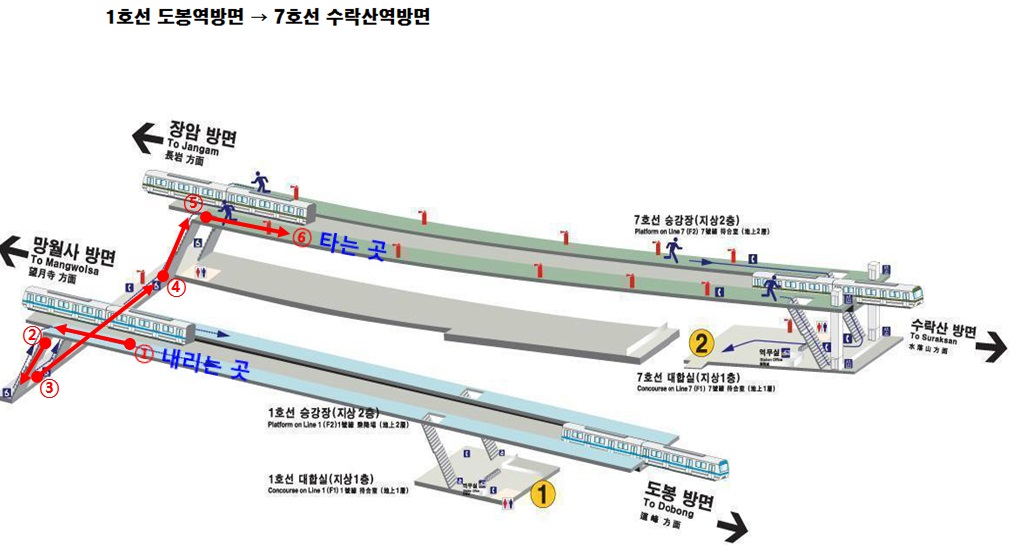 1호선 도봉역방면 → 7호선 수락산역방면
장암 방면
To Jangam
長岩 方面
망월사 방면
To Mangwolsa
望月寺 方面
⑤
⑥ 타는 곳
④
②
① 내리는 곳
③
7호선 승강장(지상2층)
Platform on Line 7 (F2) 7號線 待合室 (地上2層)
수락산 방면
To Suraksan
水落山 方面
2
역무실
7호선 대합실(지상1층)
Concourse on Line 7 (F1) 7號線 待合室 (地上1層)
1호선 승강장(지상2층)
Platform on Line 1 (F2) 1號線 乘降場 (地上2層)
1호선 대합실(지상1층)
Concourse on Line 1 (F1) 1號線 待合室 (地上1層)
역무실
1
도봉 방면
To Dobong
道峰 方面